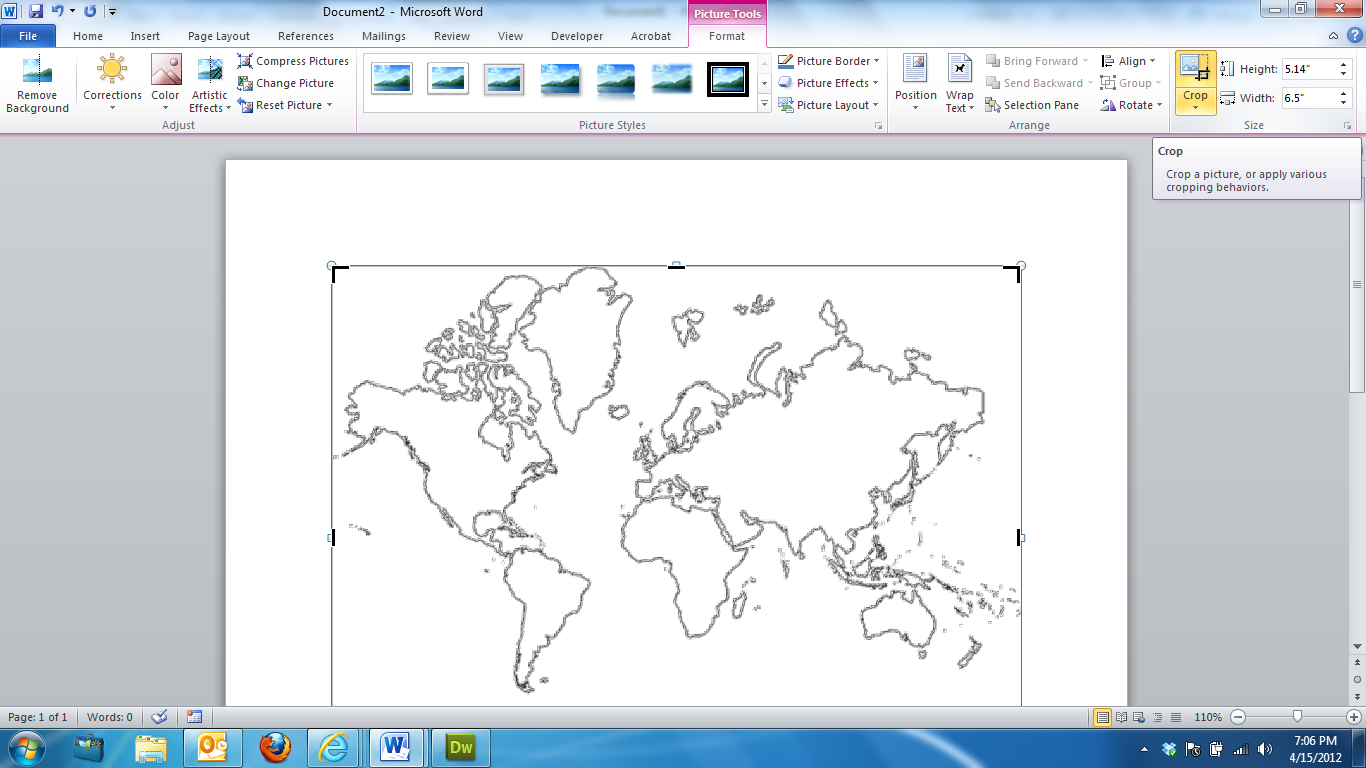 Document2 - Microsoft Word
Picture Tools
File Home Insert Page Layout References Mailings Review View Developer Acrobat Format
Remove Background
Corrections
Color
Artistic Effects
Compress Pictures
Change Picture
Reset Picture
Adjust
Picture Styles
Picture Border
Picture Effects
Picture Layout
Position
Wrap Text
Bring Forward
Send Backward
Selection Pane
Align
Group
Rotate
Arrange
Crop
Height: 5.14"
Width: 6.5"
Size
Crop
Crop a picture, or apply various
cropping behaviors.
Page: 1 of 1 Words: 0 110%
Dw
7:06 PM
4/15/2012